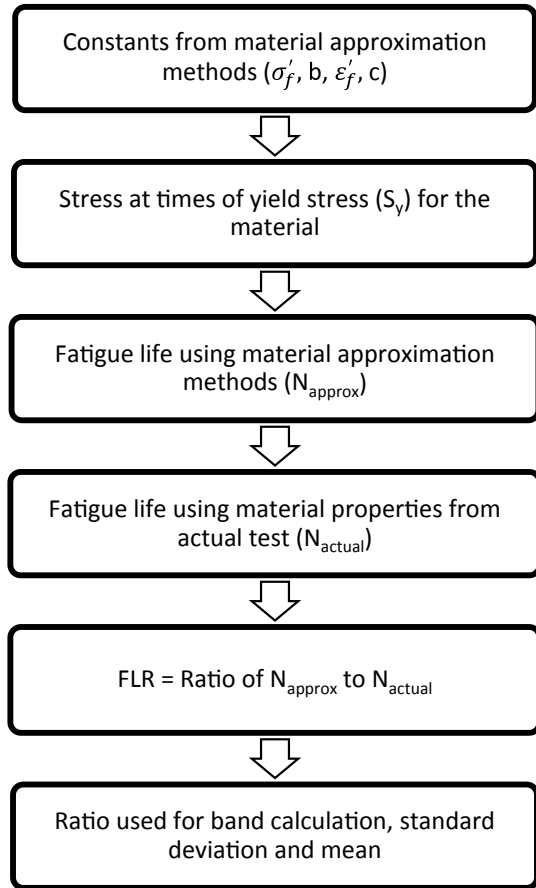 Constants from material approximation
methods (σ′f, b, ε′f, c)
Stress at times of yield stress (Sy) for the
material
Fatigue life using material approximation
methods (Napprox)
Fatigue life using material properties from
actual test (Nactual)
FLR = Ratio of Napprox to Nactual
Ratio used for band calculation, standard
deviation and mean